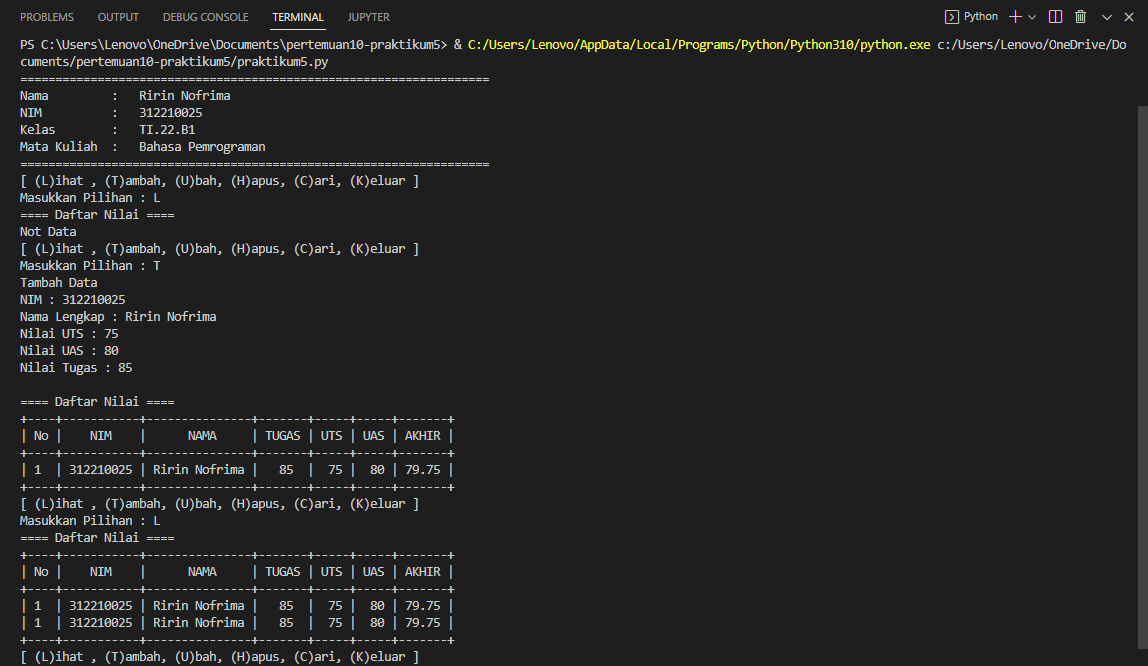 PROBLEMS OUTPUT DEBUG CONSOLE TERMINAL JUPYTER Python
PS C:\Users\Lenovo\OneDrive\Documents\pertemuan10-praktikum5> & C:/Users/Lenovo/AppData/Local/Programs/Python/Python310/python.exe c:/Users/Lenovo/OneDrive/Do
cuments/pertemuan10-praktikum5/praktikum5.py
===================================================================
Nama         :   Ririn Nofrima
NIM          :   312210025
Kelas        :   TI.22.B1
Mata Kuliah  :   Bahasa Pemrograman
===================================================================
[ (L)ihat , (T)ambah, (U)bah, (H)apus, (C)ari, (K)eluar ]
Masukkan Pilihan : L
==== Daftar Nilai ====
Not Data
[ (L)ihat , (T)ambah, (U)bah, (H)apus, (C)ari, (K)eluar ]
Masukkan Pilihan : T
Tambah Data
NIM : 312210025
Nama Lengkap : Ririn Nofrima
Nilai UTS : 75
Nilai UAS : 80
Nilai Tugas : 85
==== Daftar Nilai ====
+----+-----------+---------------+-------+-----+-----+-------+
| No |    NIM    |      NAMA     | TUGAS | UTS | UAS | AKHIR |
+----+-----------+---------------+-------+-----+-----+-------+
| 1  | 312210025 | Ririn Nofrima |   85  |  75 |  80 | 79.75 |
+----+-----------+---------------+-------+-----+-----+-------+
[ (L)ihat , (T)ambah, (U)bah, (H)apus, (C)ari, (K)eluar ]
Masukkan Pilihan : L
==== Daftar Nilai ====
+----+-----------+---------------+-------+-----+-----+-------+
| No |    NIM    |      NAMA     | TUGAS | UTS | UAS | AKHIR |
+----+-----------+---------------+-------+-----+-----+-------+
| 1  | 312210025 | Ririn Nofrima |   85  |  75 |  80 | 79.75 |
| 1  | 312210025 | Ririn Nofrima |   85  |  75 |  80 | 79.75 |
+----+-----------+---------------+-------+-----+-----+-------+
[ (L)ihat , (T)ambah, (U)bah, (H)apus, (C)ari, (K)eluar ]